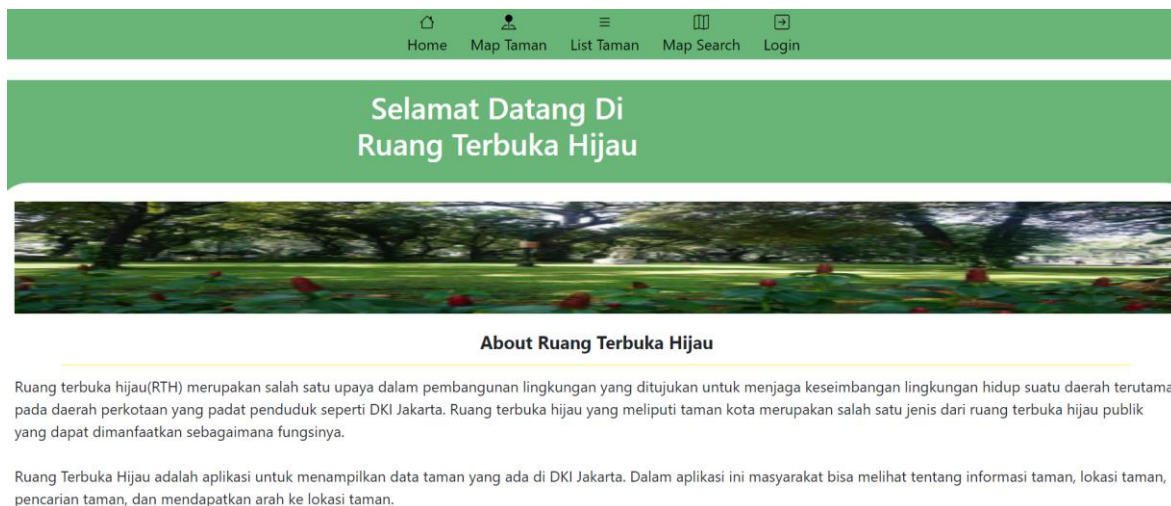 Home Map Taman List Taman Map Search Login
Selamat Datang Di
Ruang Terbuka Hijau
About Ruang Terbuka Hijau
Ruang terbuka hijau(RTH) merupakan salah satu upaya dalam pembangunan lingkungan yang ditujukan untuk menjaga keseimbangan lingkungan hidup suatu daerah terutama
pada daerah perkotaan yang padat penduduk seperti DKI Jakarta. Ruang terbuka hijau yang meliputi taman kota merupakan salah satu jenis dari ruang terbuka hijau publik
yang dapat dimanfaatkan sebagaimana fungsinya.
Ruang Terbuka Hijau adalah aplikasi untuk menampilkan data taman yang ada di DKI Jakarta. Dalam aplikasi ini masyarakat bisa melihat tentang informasi taman, lokasi taman,
pencarian taman, dan mendapatkan arah ke lokasi taman.